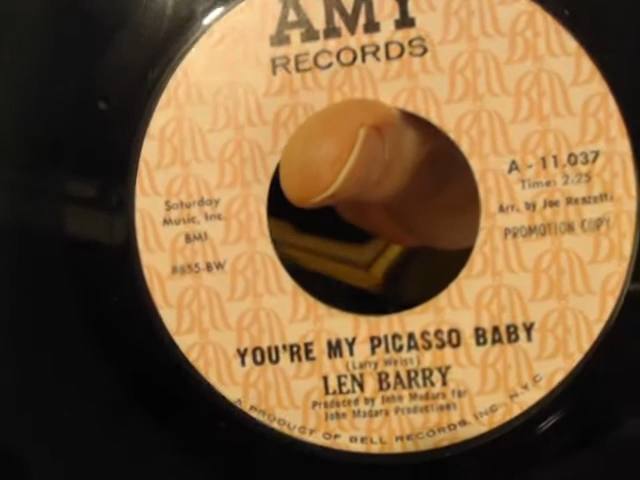 AMY
RECORDS
A - 11.037
Time: 2:25
Arr. by Joe Renzetti
PROMOTION COPY
Saturday
Music, Inc.
BMI
#855-BW
YOU'RE MY PICASSO BABY
(Larry Weiss)
LEN BARRY
Produced by John Madara for
John Madara Productions
A PRODUCT OF BELL RECORDS, INC. N.Y.C